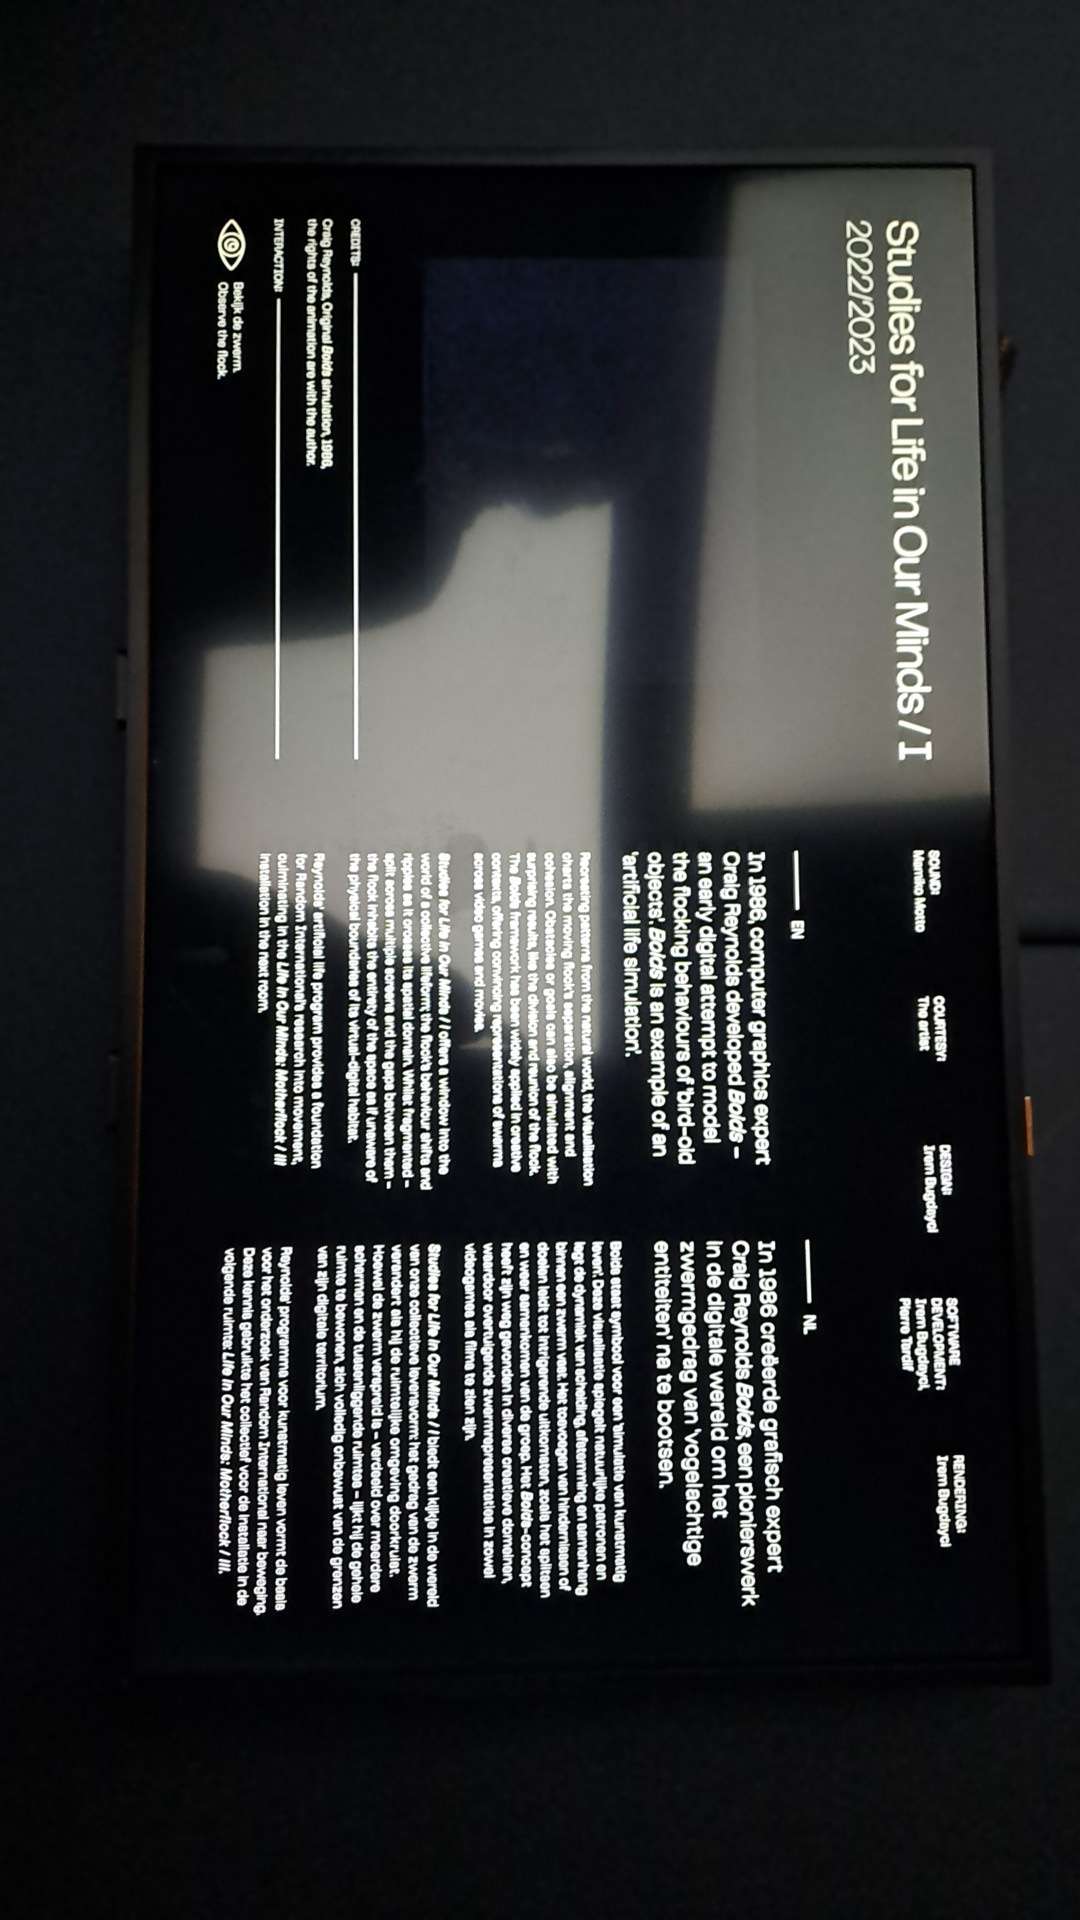 Studies for Life in Our Minds / I
2022/2023
SOUND:
COURTESY:
The artist
DESIGN:
Irem Bugdayci
SOFTWARE
DEVELOPMENT:
Irem Bugdayci,
RENDERING:
Irem Bugdayci
EN
In 1986, computer graphics expert
Craig Reynolds developed Boids –
an early digital attempt to model
the flocking behaviours of 'bird-oid
objects'. Boids is an example of an
'artificial life simulation'.
Recreating patterns from the natural world, the simulation
charts the moving flock's separation, alignment and
cohesion. Obstacles or goals can also be simulated with
surprising results, like the division and reunion of the flock.
The Boids framework has been widely applied in creative
contexts, offering convincing representations of swarms
across video games and movies.
Studies for Life in Our Minds / I offers a window into the
world of a collective lifeform; the flock's behaviour shifts and
ripples as it crosses its spatial domain. Whilst fragmented –
split across multiple screens and the gaps between them –
the flock inhabits the entirety of the space as if unaware of
the physical boundaries of its virtual-digital habitat.
Reynolds' artificial life program provides a foundation
for Random International's research into movement,
culminating in the Life in Our Minds: Motherflock / III
installation in the next room.
NL
In 1986 creëerde grafisch expert
Craig Reynolds Boids, een pionierswerk
in de digitale wereld om het
zwermgedrag van 'vogelachtige
entiteiten' na te bootsen.
Boids staat symbool voor een simulatie van kunstmatig
leven. Deze visualisatie spiegelt natuurlijke patronen en
legt de dynamiek van scheiding, afstemming en samenhang
binnen een zwerm vast. Het toevoegen van hindernissen of
doelen leidt tot intrigerende uitkomsten, zoals het splitsen
en weer samenkomen van de groep. Het Boids-concept
heeft zijn weg gevonden in diverse creatieve domeinen,
waardoor overtuigende zwermrepresentaties in zowel
videogames als films te zien zijn.
Studies for Life in Our Minds / I biedt een kijkje in de wereld
van onze collectieve levensvorm: het gedrag van de zwerm
verandert als hij de ruimtelijke omgeving doorkruist.
Hoewel de zwerm verspreid is – verdeeld over meerdere
schermen en de tussenliggende ruimtes – lijkt hij de gehele
ruimte te bewonen, zich volledig onbewust van de grenzen
van zijn digitale territorium.
Reynolds' programma voor kunstmatig leven vormt de basis
voor het onderzoek van Random International naar beweging.
Deze kennis gebruikte het collectief voor de installatie in de
volgende ruimte: Life in Our Minds: Motherflock / III.
CREDITS:
Craig Reynolds, Original Boids simulation, 1986,
the rights of the animation are with the author.
INTERACTION:
Bekijk de zwerm.
Observe the flock.